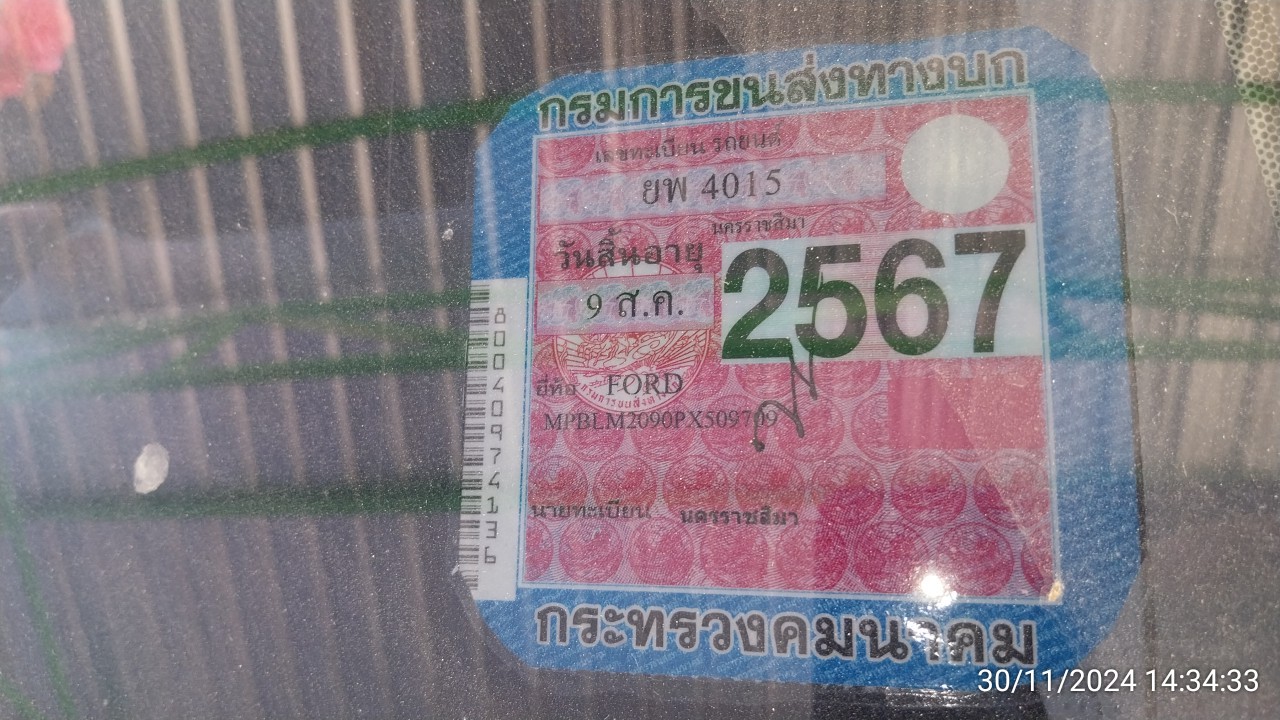 กรมการขนส่งทางบก
เลขทะเบียน รถยนต์
ยพ 4015
นครราชสีมา
วันสิ้นอายุ
2567
9 ส.ค.
ยี่ห้อ FORD
MPBLM2090PX509709
นายทะเบียน นครราชสีมา
80040974136
กระทรวงคมนาคม
30/11/2024 14:34:33